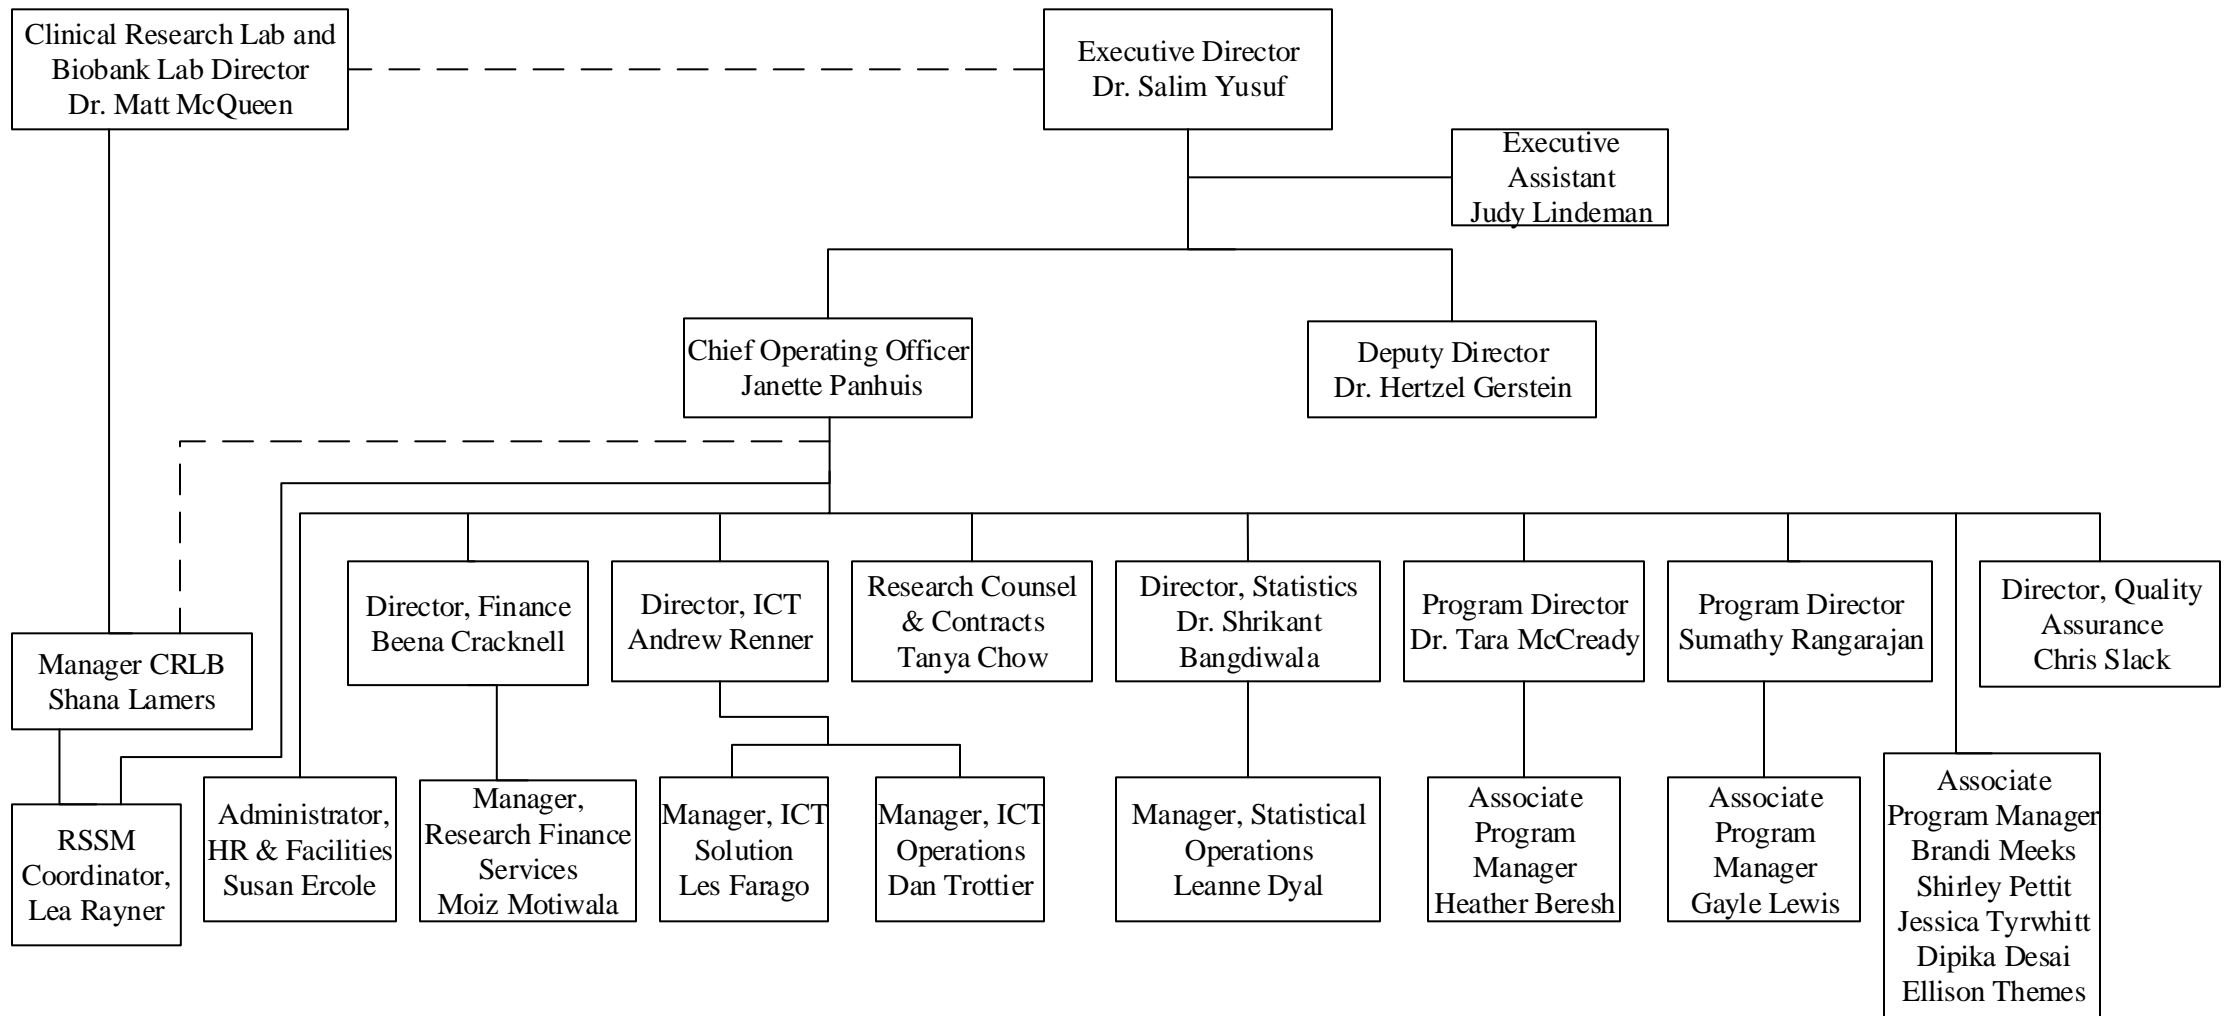 Clinical Research Lab and
Biobank Lab Director
Dr. Matt McQueen
Executive Director
Dr. Salim Yusuf
Executive
Assistant
Judy Lindeman
Chief Operating Officer
Janette Panhuis
Deputy Director
Dr. Hertzel Gerstein
Manager CRLB
Shana Lamers
Director, Finance
Beena Cracknell
Director, ICT
Andrew Renner
Research Counsel
& Contracts
Tanya Chow
Director, Statistics
Dr. Shrikant
Bangdiwala
Program Director
Dr. Tara McCready
Program Director
Sumathy Rangarajan
Director, Quality
Assurance
Chris Slack
RSSM
Coordinator,
Lea Rayner
Administrator,
HR & Facilities
Susan Ercole
Manager,
Research Finance
Services
Moiz Motiwala
Manager, ICT
Solution
Les Farago
Manager, ICT
Operations
Dan Trottier
Manager, Statistical
Operations
Leanne Dyal
Associate
Program
Manager
Heather Beresh
Associate
Program
Manager
Gayle Lewis
Associate
Program Manager
Brandi Meeks
Shirley Pettit
Jessica Tyrwhitt
Dipika Desai
Ellison Themes